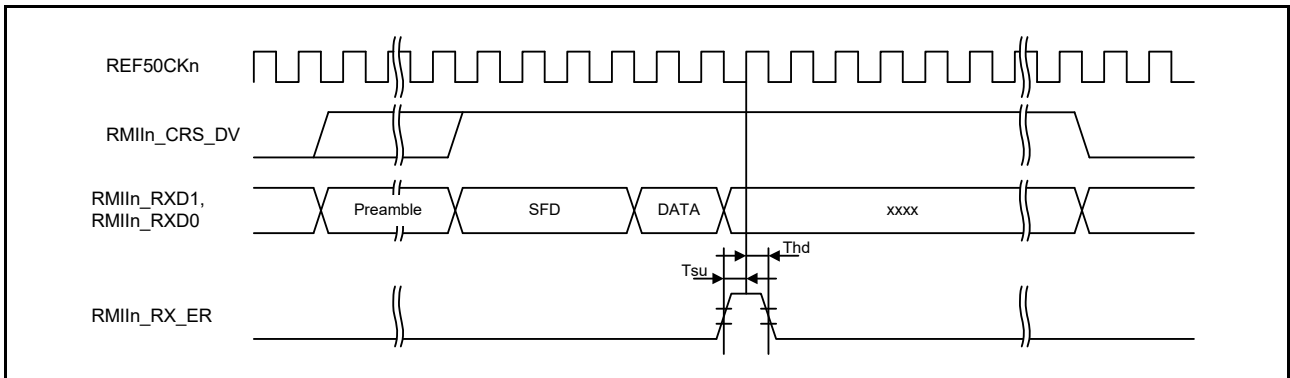 REF50CKn
RMIIn_CRS_DV
RMIIn_RXD1,
RMIIn_RXD0
Preamble
SFD
DATA
xxxx
Thd
Tsu
RMIIn_RX_ER